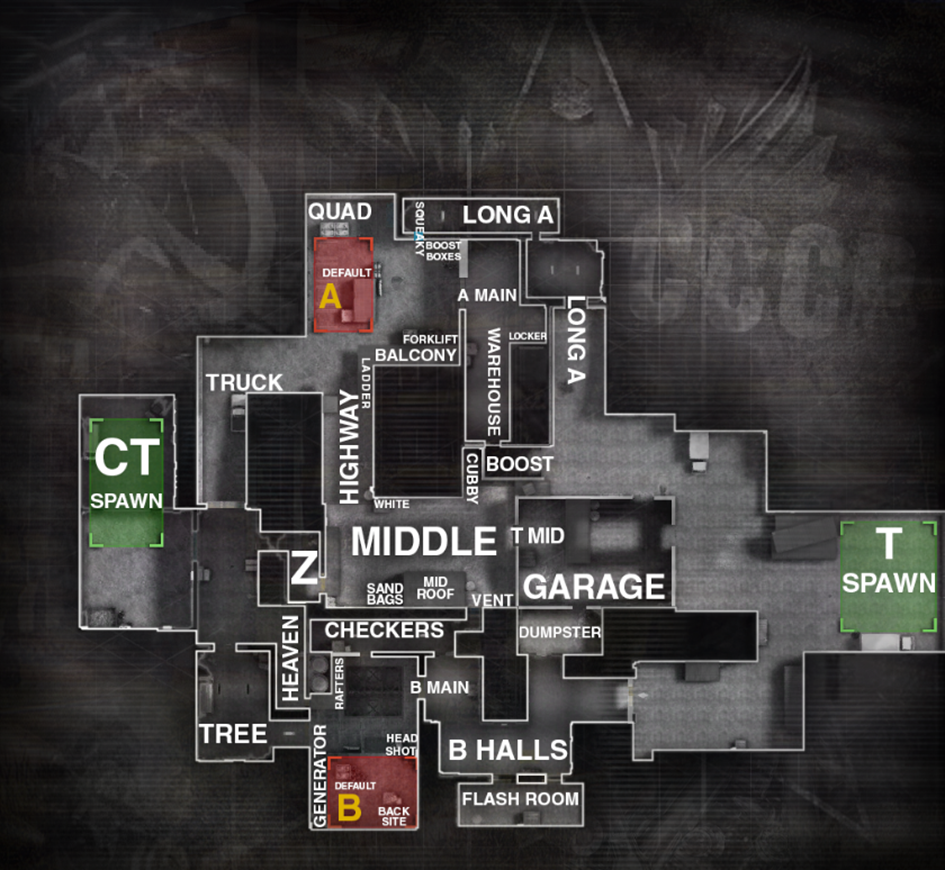 QUAD
SQUEAKY
LONG A
BOOST
BOXES
DEFAULT
A
A MAIN
FORKLIFT
BALCONY
WAREHOUSE
LOCKER
LONG A
TRUCK
LADDER
HIGHWAY
CT
SPAWN
CUBBY
BOOST
WHITE
MIDDLE
T MID
T
SPAWN
Z
SAND
BAGS
MID
ROOF
VENT
GARAGE
HEAVEN
CHECKERS
DUMPSTER
RAFTERS
B MAIN
TREE
GENERATOR
HEAD
SHOT
B HALLS
DEFAULT
B
BACK
SITE
FLASH ROOM